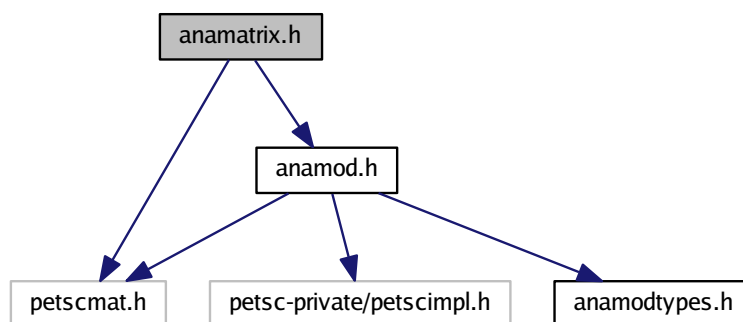 anamatrix.h
anamod.h
petscmat.h
petsc-private/petscimpl.h
anamodtypes.h